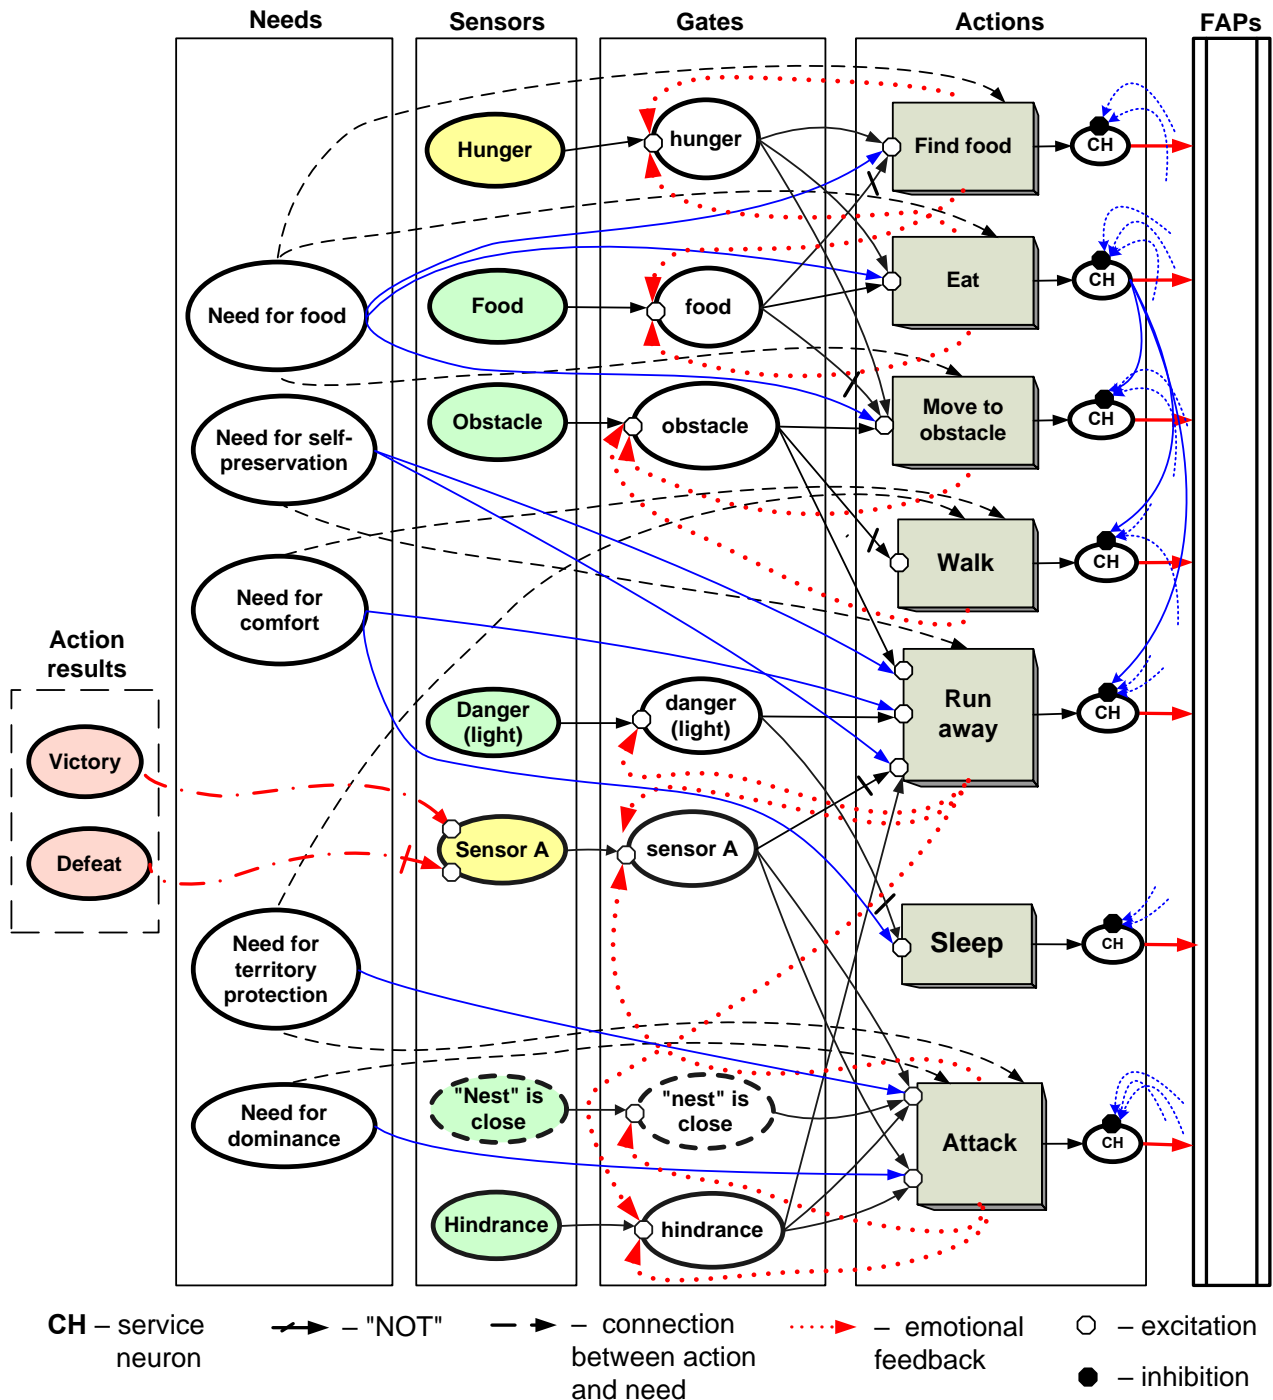 Needs
Sensors
Gates
Actions
FAPs
Hunger
hunger
Find food
CH
Need for food
Food
food
Eat
CH
Need for self-
preservation
Obstacle
obstacle
Move to
obstacle
CH
Need for
comfort
Walk
CH
Action
results
Victory
Defeat
Danger
(light)
danger
(light)
Run
away
CH
Sensor A
sensor A
Need for
territory
protection
Sleep
CH
Need for
dominance
"Nest" is
close
"nest" is
close
Attack
CH
Hindrance
hindrance
CH – service
neuron
– "NOT"
– connection
between action
and need
– emotional
feedback
– excitation
– inhibition